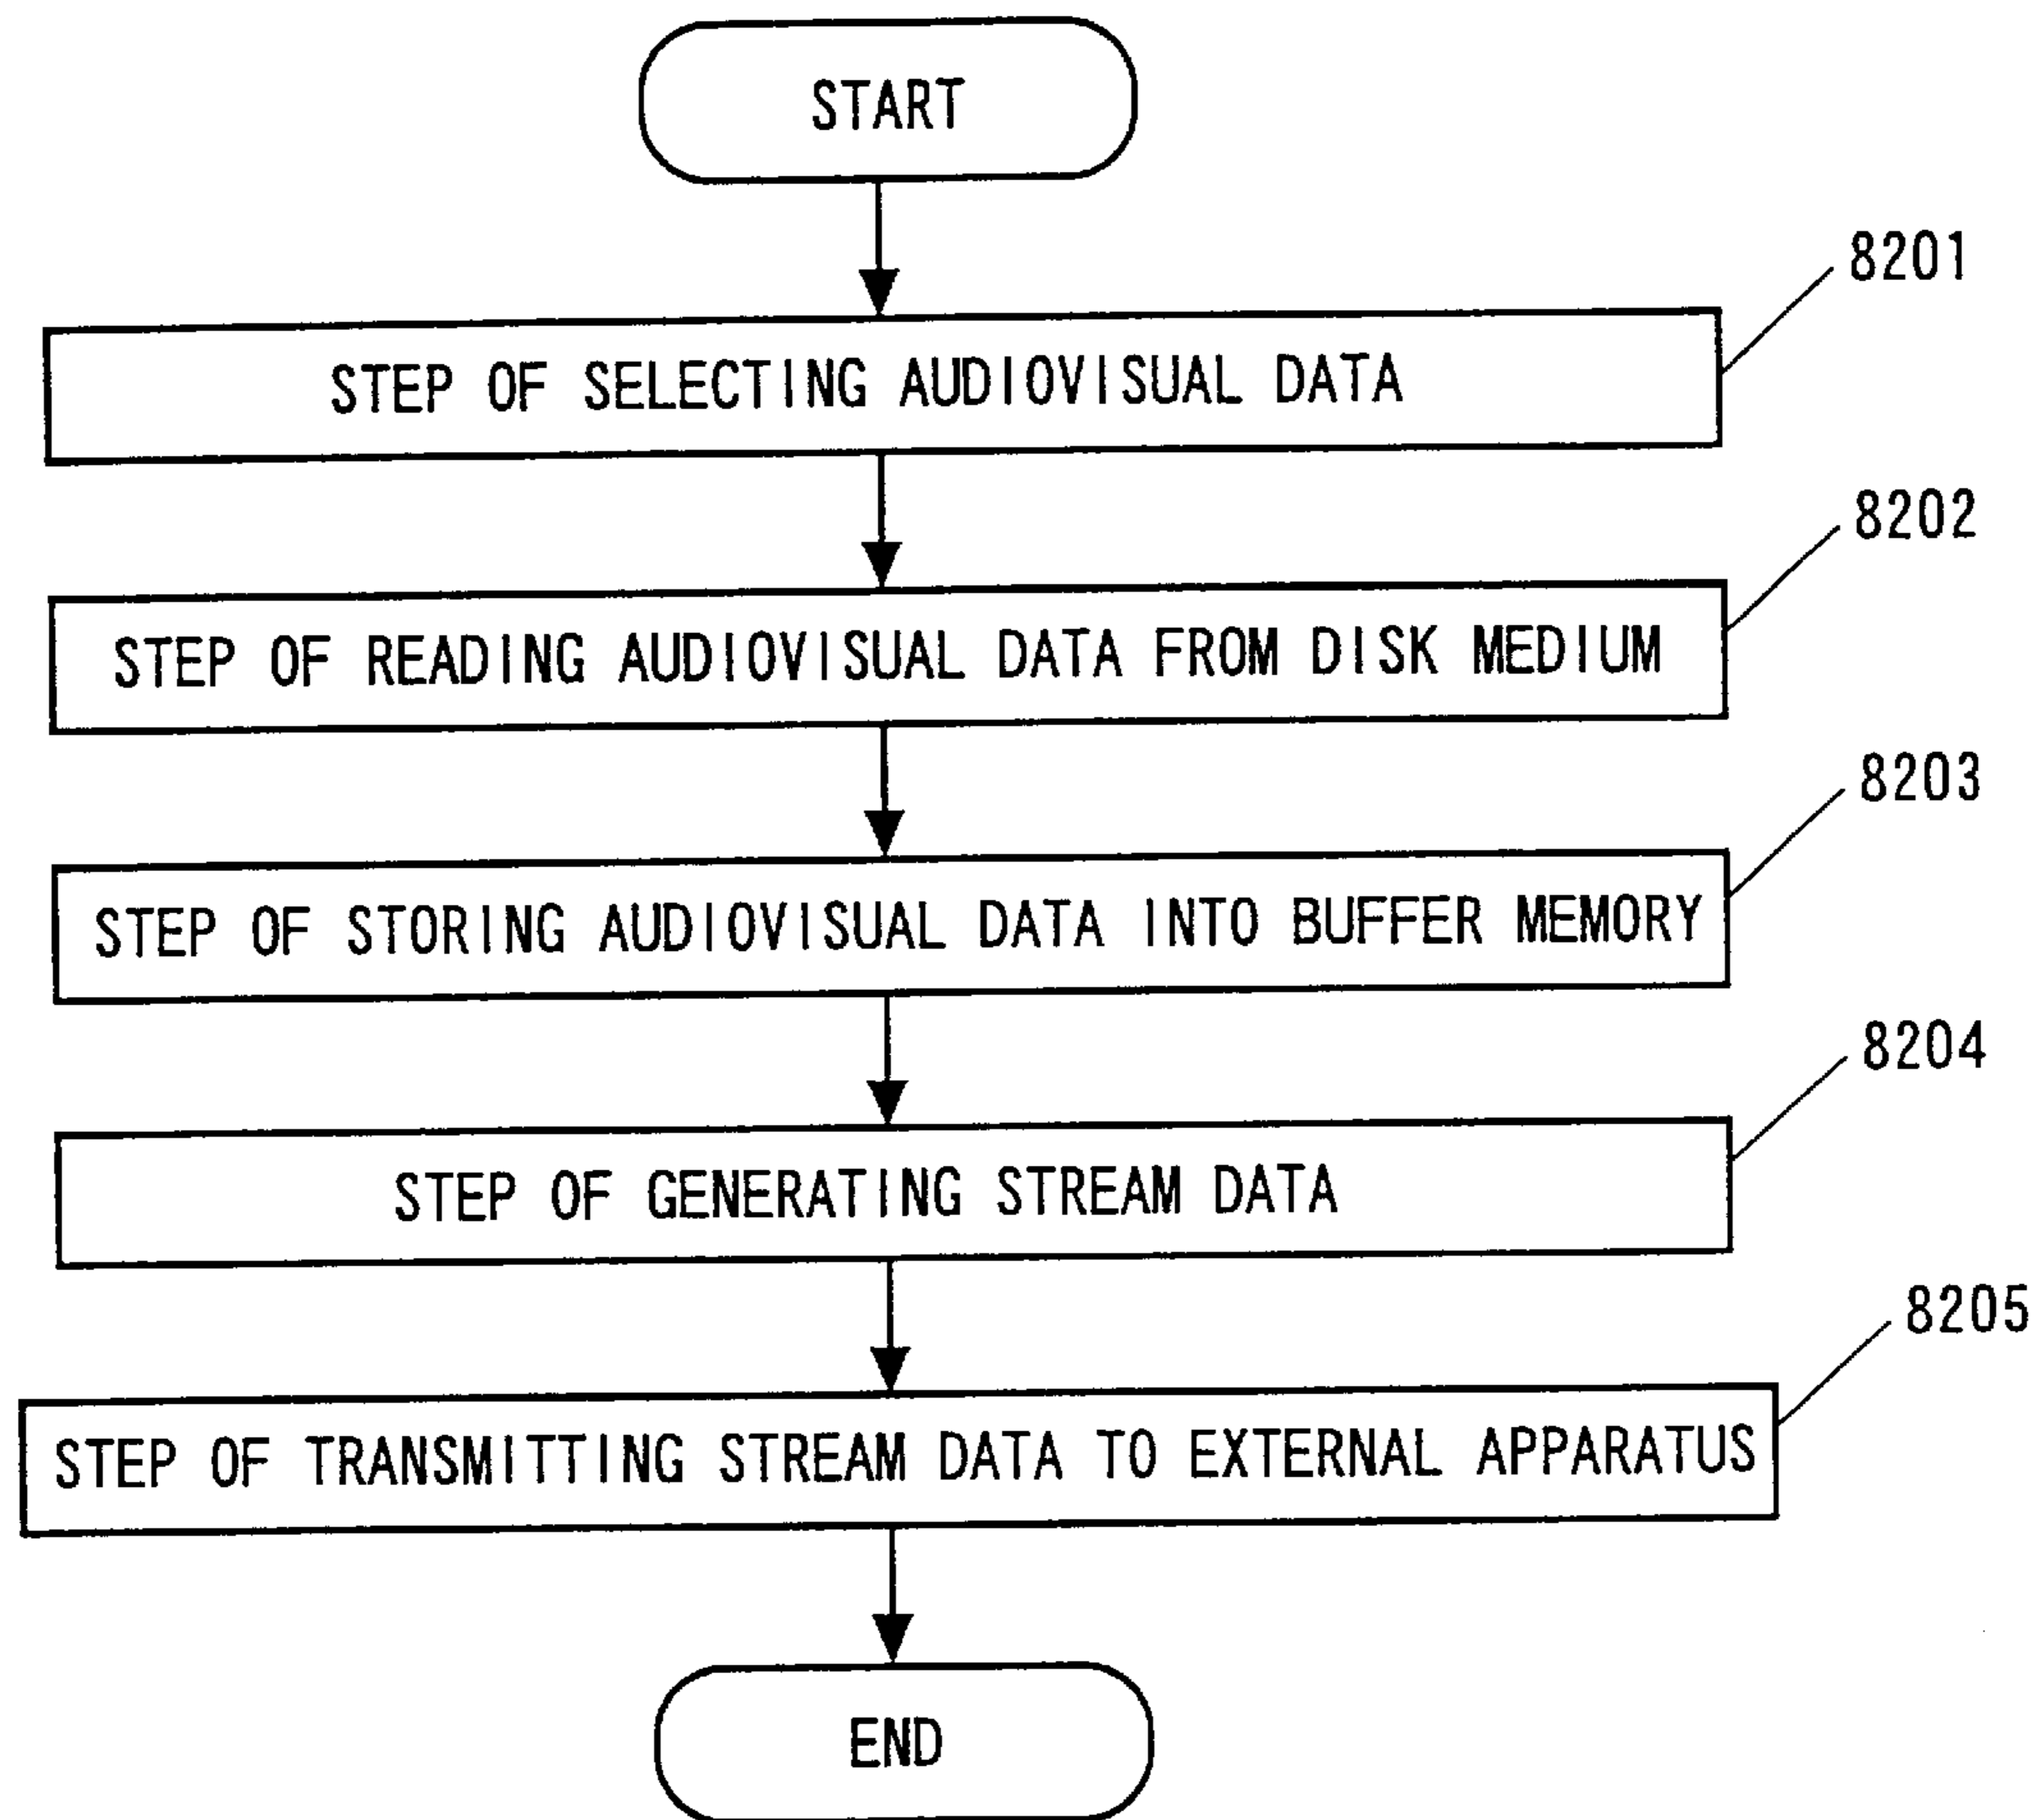 START
8201
STEP OF SELECTING AUDIOVISUAL DATA
8202
STEP OF READING AUDIOVISUAL DATA FROM DISK MEDIUM
8203
STEP OF STORING AUDIOVISUAL DATA INTO BUFFER MEMORY
8204
STEP OF GENERATING STREAM DATA
8205
STEP OF TRANSMITTING STREAM DATA TO EXTERNAL APPARATUS
END